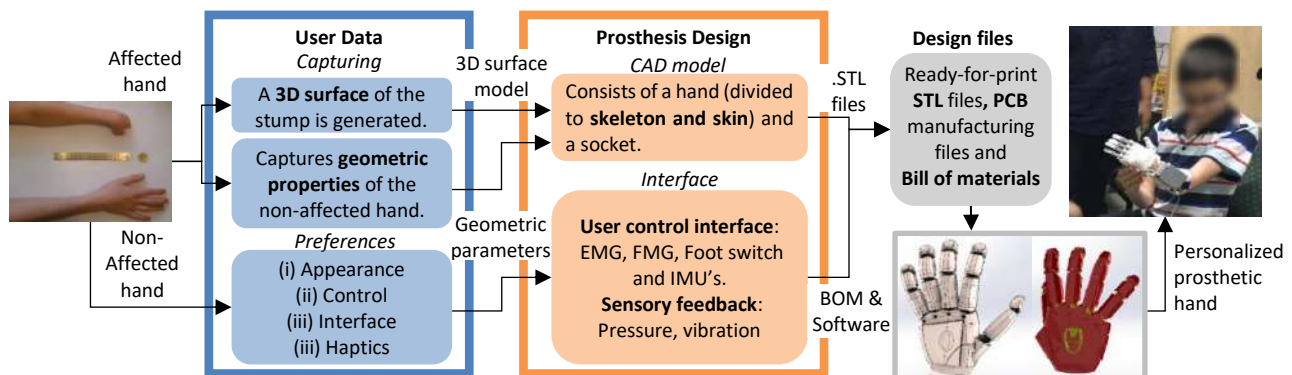 Affected
hand
Non-
Affected
hand
User Data
Capturing
A 3D surface of the
stump is generated.
Captures geometric
properties of the
non-affected hand.
Preferences
(i) Appearance
(ii) Control
(iii) Interface
(iii) Haptics
3D surface
model
Geometric
parameters
Prosthesis Design
CAD model
Consists of a hand (divided
to skeleton and skin) and
a socket.
Interface
User control interface:
EMG, FMG, Foot switch
and IMU's.
Sensory feedback:
Pressure, vibration
.STL
files
BOM &
Software
Design files
Ready-for-print
STL files, PCB
manufacturing
files and
Bill of materials
Personalized
prosthetic
hand